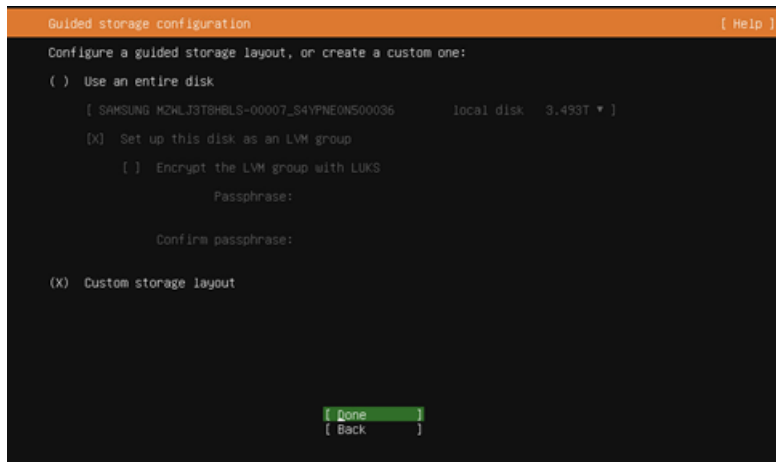 Guided storage configuration [ Help ]
Configure a guided storage layout, or create a custom one:
( ) Use an entire disk
[ SAMSUNG MZWLJ3T8HBLS-00007_S4YPNE0N500036 local disk 3.493T ▾ ]
[X] Set up this disk as an LVM group
[ ] Encrypt the LVM group with LUKS
Passphrase:
Confirm passphrase:
(X) Custom storage layout
[ Done ]
[ Back ]